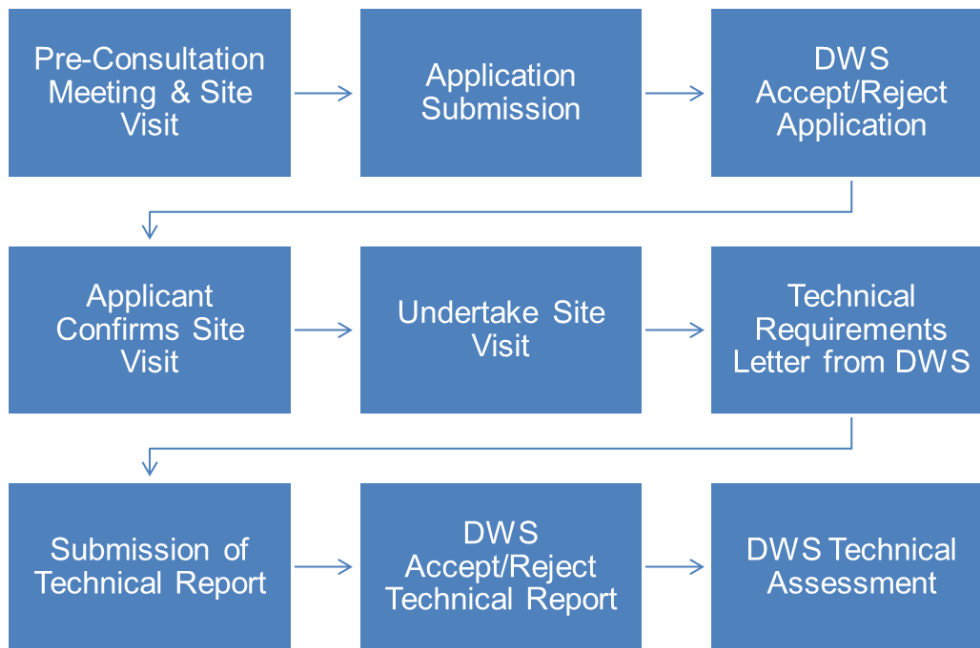 Pre-Consultation
Meeting & Site
Visit
Application
Submission
DWS
Accept/Reject
Application
Applicant
Confirms Site
Visit
Undertake Site
Visit
Technical
Requirements
Letter from DWS
Submission of
Technical Report
DWS
Accept/Reject
Technical Report
DWS Technical
Assessment